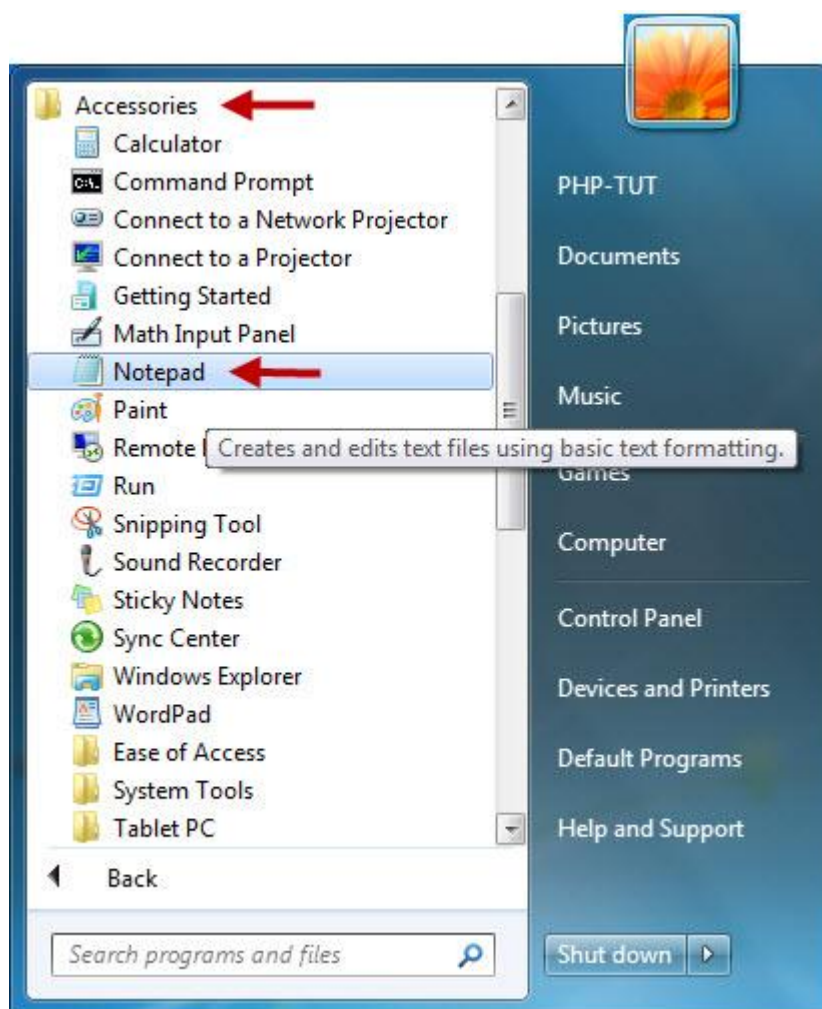 Accessories
Calculator
Command Prompt
Connect to a Network Projector
Connect to a Projector
Getting Started
Math Input Panel
Notepad
Paint
Remote
Creates and edits text files using basic text formatting.
Run
Snipping Tool
Sound Recorder
Sticky Notes
Sync Center
Windows Explorer
WordPad
Ease of Access
System Tools
Tablet PC
Back
Search programs and files
PHP-TUT
Documents
Pictures
Music
Games
Computer
Control Panel
Devices and Printers
Default Programs
Help and Support
Shut down